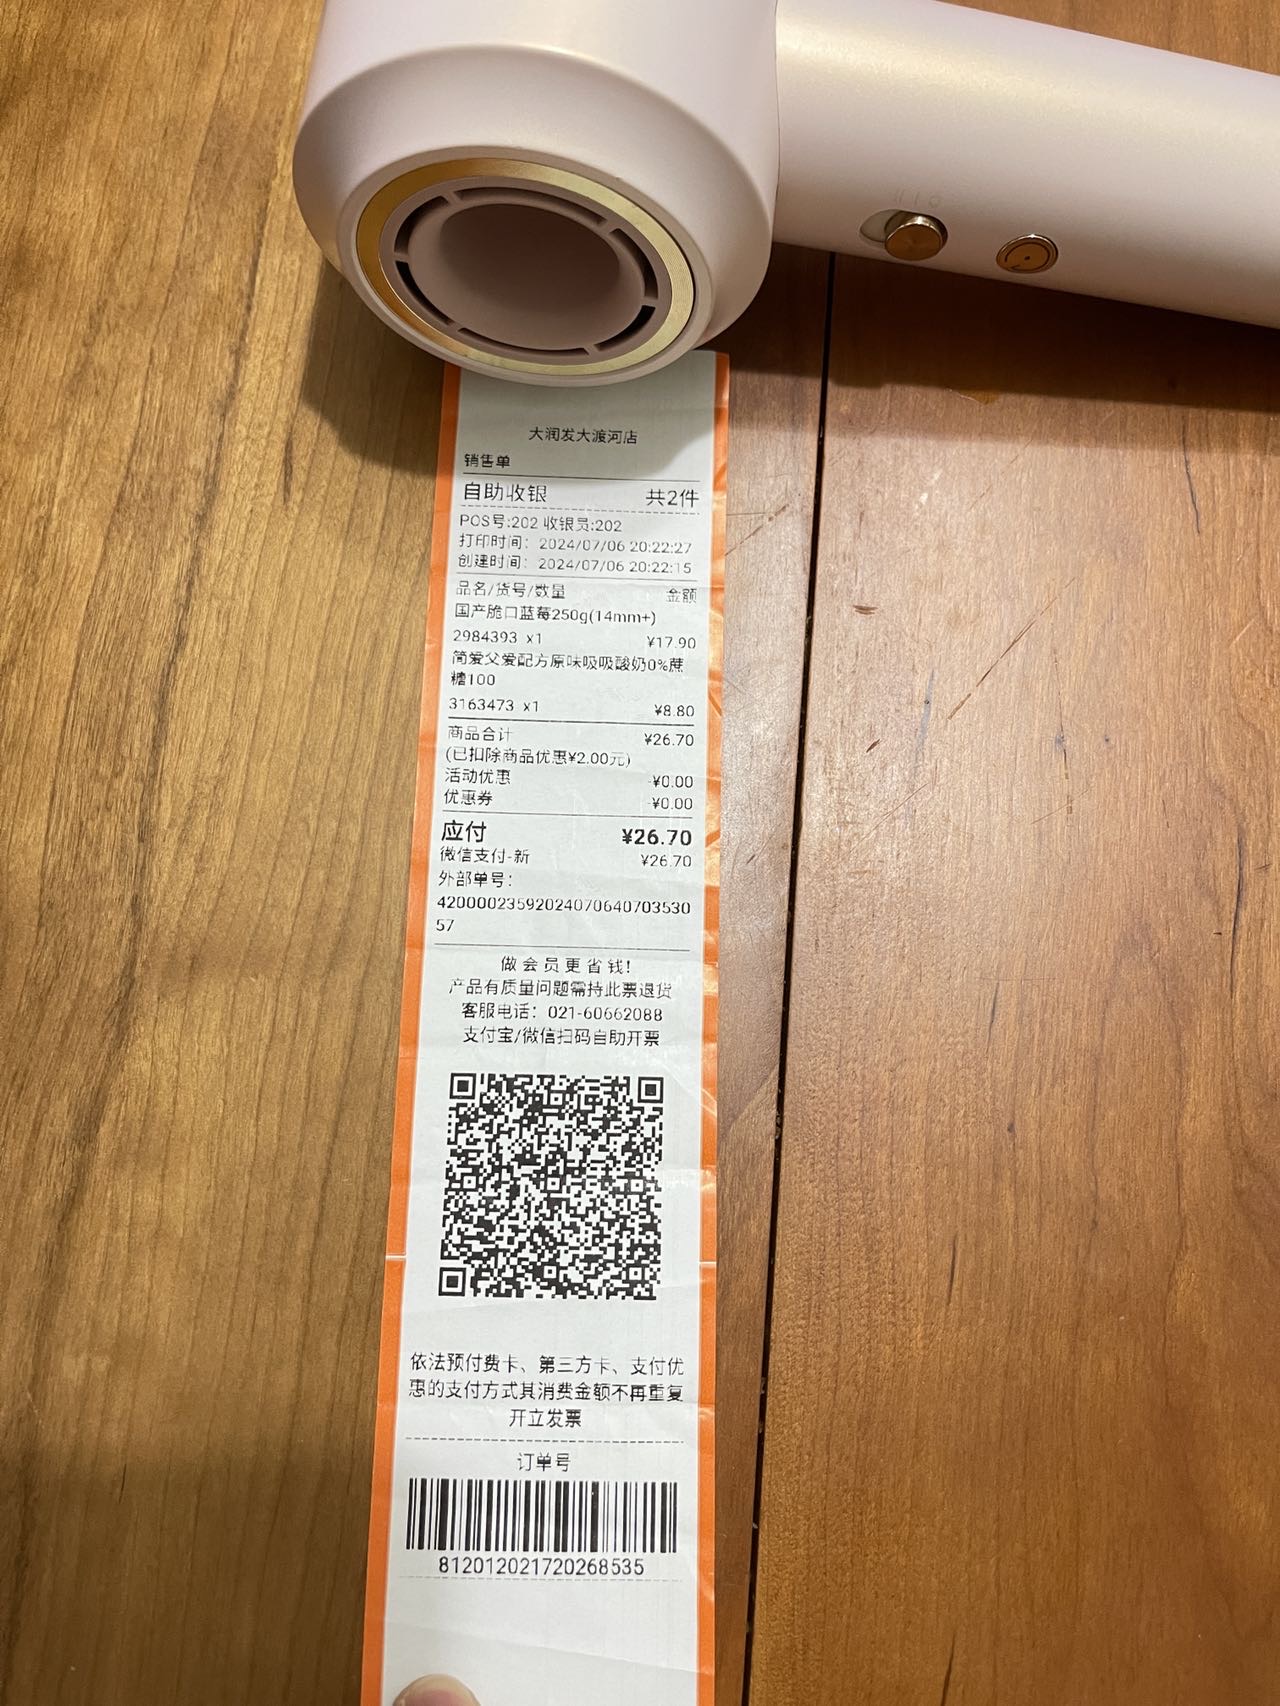 大润发大渡河店
销售单
自助收银 共2件
POS号:202 收银员:202
打印时间： 2024/07/06 20:22:27
创建时间： 2024/07/06 20:22:15
品名/货号/数量 金额
国产脆口蓝莓250g(14mm+)
2984393 x1 ¥17.90
简爱父爱配方原味吸吸酸奶0%蔗
糖100
3163473 x1 ¥8.80
商品合计 ¥26.70
(已扣除商品优惠¥2.00元)
活动优惠 -¥0.00
优惠券 -¥0.00
应付 ¥26.70
微信支付-新 ¥26.70
外部单号：
42000023592024070640703530
57
做会员更省钱!
产品有质量问题需持此票退货
客服电话：021-60662088
支付宝/微信扫码自助开票
依法预付费卡、第三方卡、支付优
惠的支付方式其消费金额不再重复
开立发票
订单号
812012021720268535